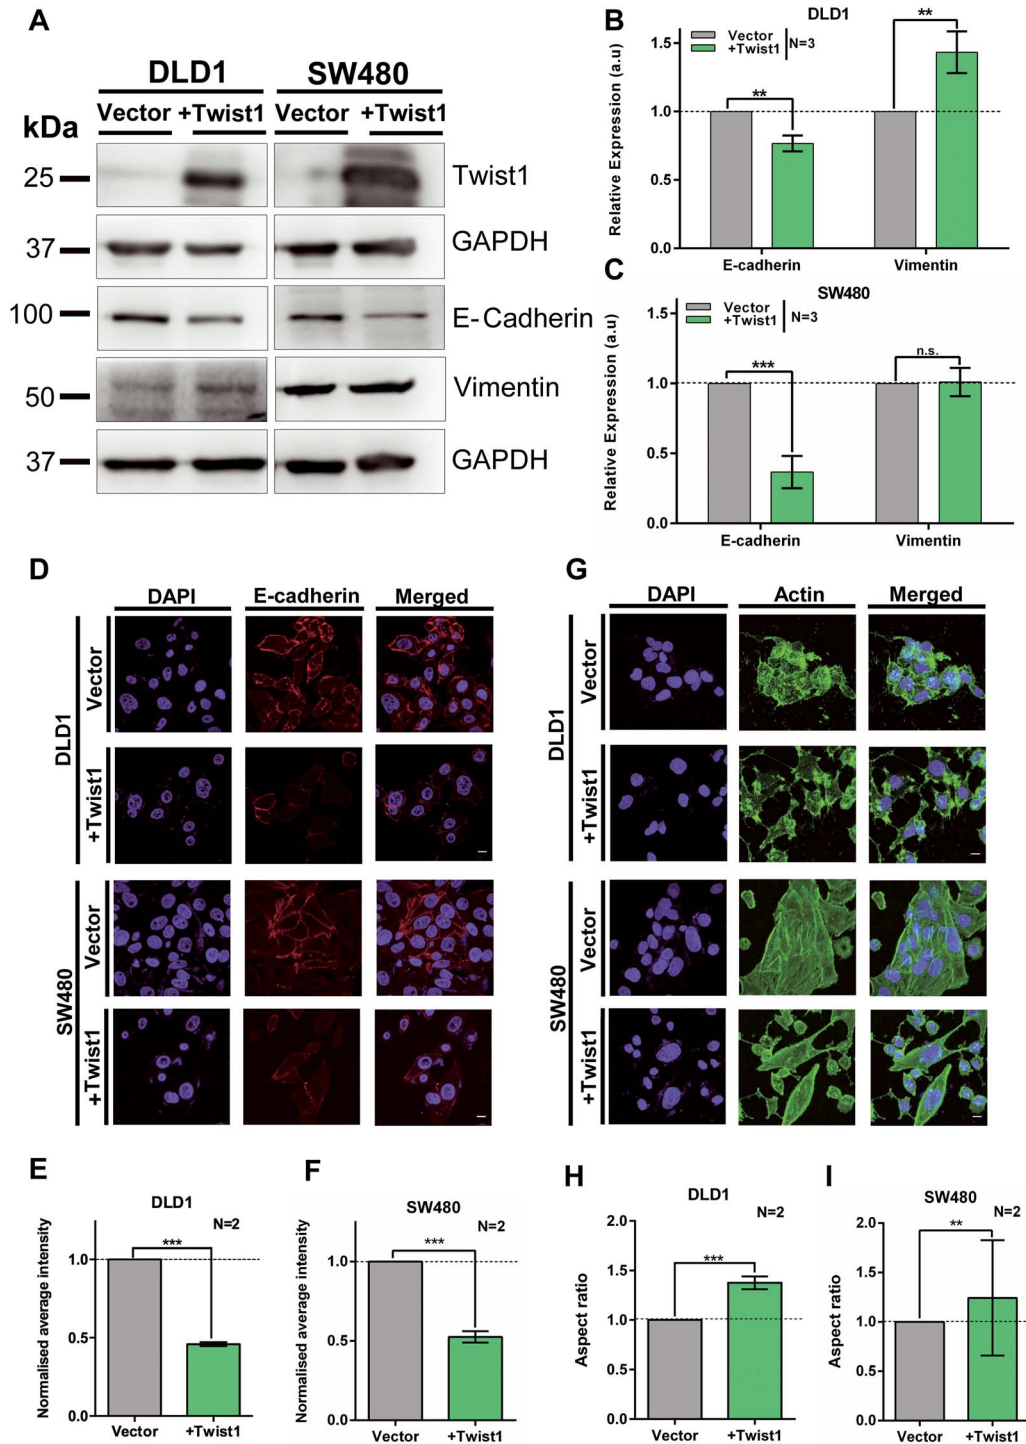 A
DLD1
SW480
Vector
+Twist1
Vector
+Twist1
kDa
25
Twist1
37
GAPDH
100
E-Cadherin
50
Vimentin
37
GAPDH
B
DLD1
Relative Expression (a.u)
1.5
1.0
0.5
0.0
Vector
+Twist1
N=3
**
**
E-cadherin
Vimentin
C
SW480
Relative Expression (a.u)
1.5
1.0
0.5
0.0
Vector
+Twist1
N=3
***
n.s.
E-cadherin
Vimentin
D
DAPI
E-cadherin
Merged
DLD1
Vector
+Twist1
SW480
Vector
+Twist1
G
DAPI
Actin
Merged
DLD1
Vector
+Twist1
SW480
Vector
+Twist1
E
DLD1
N=2
Normalised average intensity
1.0
0.5
0.0
***
Vector
+Twist1
F
SW480
N=2
Normalised average intensity
1.0
0.5
0.0
***
Vector
+Twist1
H
DLD1
N=2
Aspect ratio
2.0
1.5
1.0
0.5
0.0
***
Vector
+Twist1
I
SW480
N=2
Aspect ratio
2.0
1.5
1.0
0.5
0.0
**
Vector
+Twist1